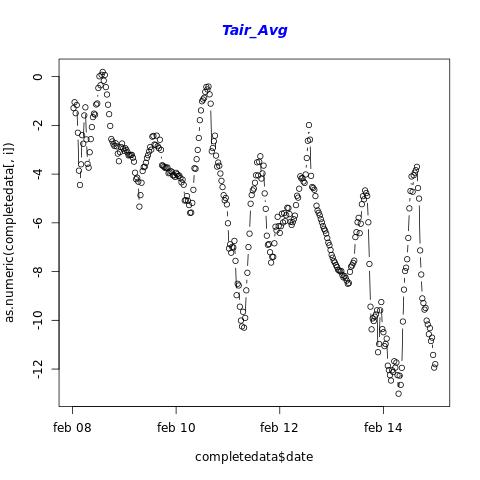 Tair_Avg
as.numeric(completedata[, i])
0
-2
-4
-6
-8
-10
-12
feb 08 feb 10 feb 12 feb 14
completedata$date